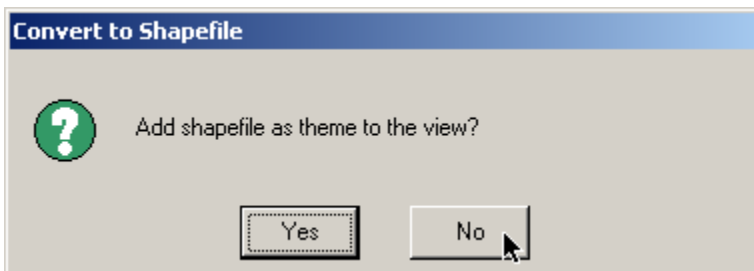 Convert to Shapefile
Add shapefile as theme to the view?
Yes
No